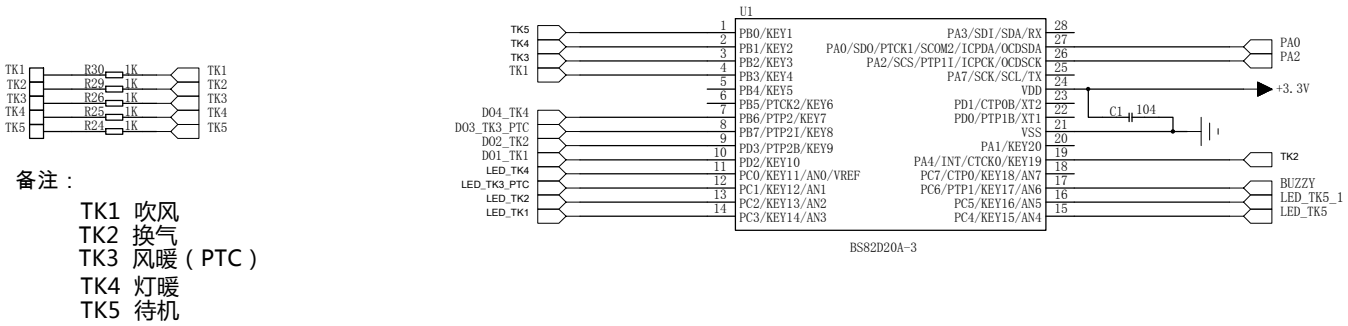 U1
TK5 1 PB0/KEY1 PA3/SDI/SDA/RX 28
TK4 2 PB1/KEY2 PA0/SDO/PTCK1/SCOM2/ICPDA/OCDSDA 27 PA0
TK3 3 PB2/KEY3 PA2/SCS/PTP1I/ICPCK/OCDSCK 26 PA2
TK1 4 PB3/KEY4 PA7/SCK/SCL/TX 25
5 PB4/KEY5 VDD 24 +3.3V
6 PB5/PTCK2/KEY6 PD1/CTP0B/XT2 23
DO4_TK4 7 PB6/PTP2/KEY7 PD0/PTP1B/XT1 22 C1 104
DO3_TK3_PTC 8 PB7/PTP2I/KEY8 VSS 21
DO2_TK2 9 PD3/PTP2B/KEY9 PA1/KEY20 20
DO1_TK1 10 PD2/KEY10 PA4/INT/CTCK0/KEY19 19 TK2
LED_TK4 11 PC0/KEY11/AN0/VREF PC7/CTP0/KEY18/AN7 18
LED_TK3_PTC 12 PC1/KEY12/AN1 PC6/PTP1/KEY17/AN6 17 BUZZY
LED_TK2 13 PC2/KEY13/AN2 PC5/KEY16/AN5 16 LED_TK5_1
LED_TK1 14 PC3/KEY14/AN3 PC4/KEY15/AN4 15 LED_TK5
BS82D20A-3
TK1 R30 1K TK1
TK2 R29 1K TK2
TK3 R26 1K TK3
TK4 R25 1K TK4
TK5 R24 1K TK5
备注：
TK1 吹风
TK2 换气
TK3 风暖（PTC）
TK4 灯暖
TK5 待机